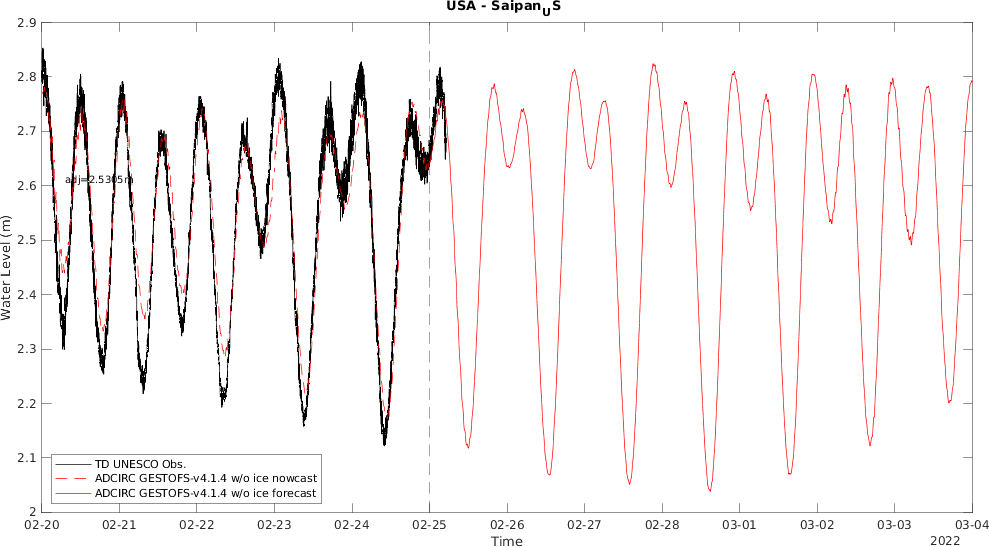 USA - Saipan_US
2.9
2.8
2.7
2.6
2.5
2.4
2.3
2.2
2.1
2
Water Level (m)
adj=2.5305m
TD UNESCO Obs.
ADCIRC GESTOFS-v4.1.4 w/o ice nowcast
ADCIRC GESTOFS-v4.1.4 w/o ice forecast
02-20 02-21 02-22 02-23 02-24 02-25 02-26 02-27 02-28 03-01 03-02 03-03 03-04
Time
2022